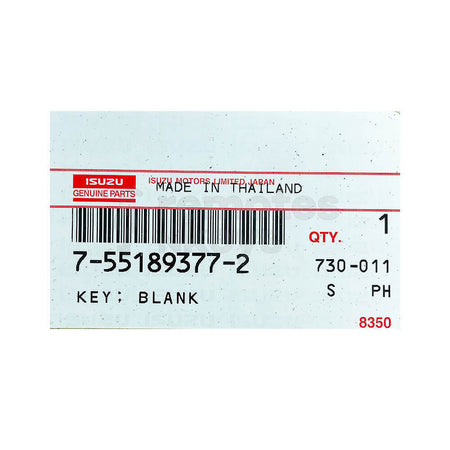 ISUZU
GENUINE PARTS
ISUZU MOTORS LIMITED, JAPAN
MADE IN THAILAND
QTY. 1
7-55189377-2 730-011
KEY; BLANK S PH
8350